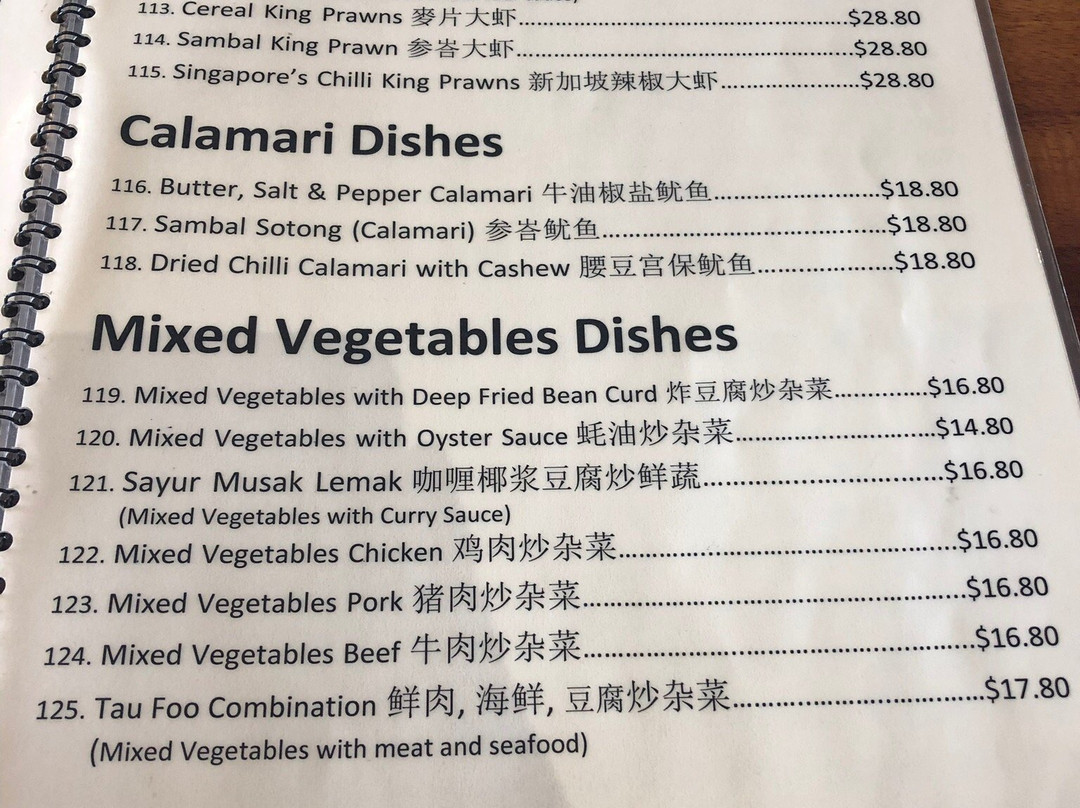 113. Cereal King Prawns 麥片大虾 $28.80
114. Sambal King Prawn 参峇大虾 $28.80
115. Singapore's Chilli King Prawns 新加坡辣椒大虾 $28.80
Calamari Dishes
116. Butter, Salt & Pepper Calamari 牛油椒盐鱿鱼 $18.80
117. Sambal Sotong (Calamari) 参峇鱿鱼 $18.80
118. Dried Chilli Calamari with Cashew 腰豆宫保鱿鱼 $18.80
Mixed Vegetables Dishes
119. Mixed Vegetables with Deep Fried Bean Curd 炸豆腐炒杂菜 $16.80
120. Mixed Vegetables with Oyster Sauce 蚝油炒杂菜 $14.80
121. Sayur Musak Lemak 咖喱椰浆豆腐炒鲜蔬 $16.80
(Mixed Vegetables with Curry Sauce)
122. Mixed Vegetables Chicken 鸡肉炒杂菜 $16.80
123. Mixed Vegetables Pork 猪肉炒杂菜 $16.80
124. Mixed Vegetables Beef 牛肉炒杂菜 $16.80
125. Tau Foo Combination 鲜肉, 海鲜, 豆腐炒杂菜 $17.80
(Mixed Vegetables with meat and seafood)